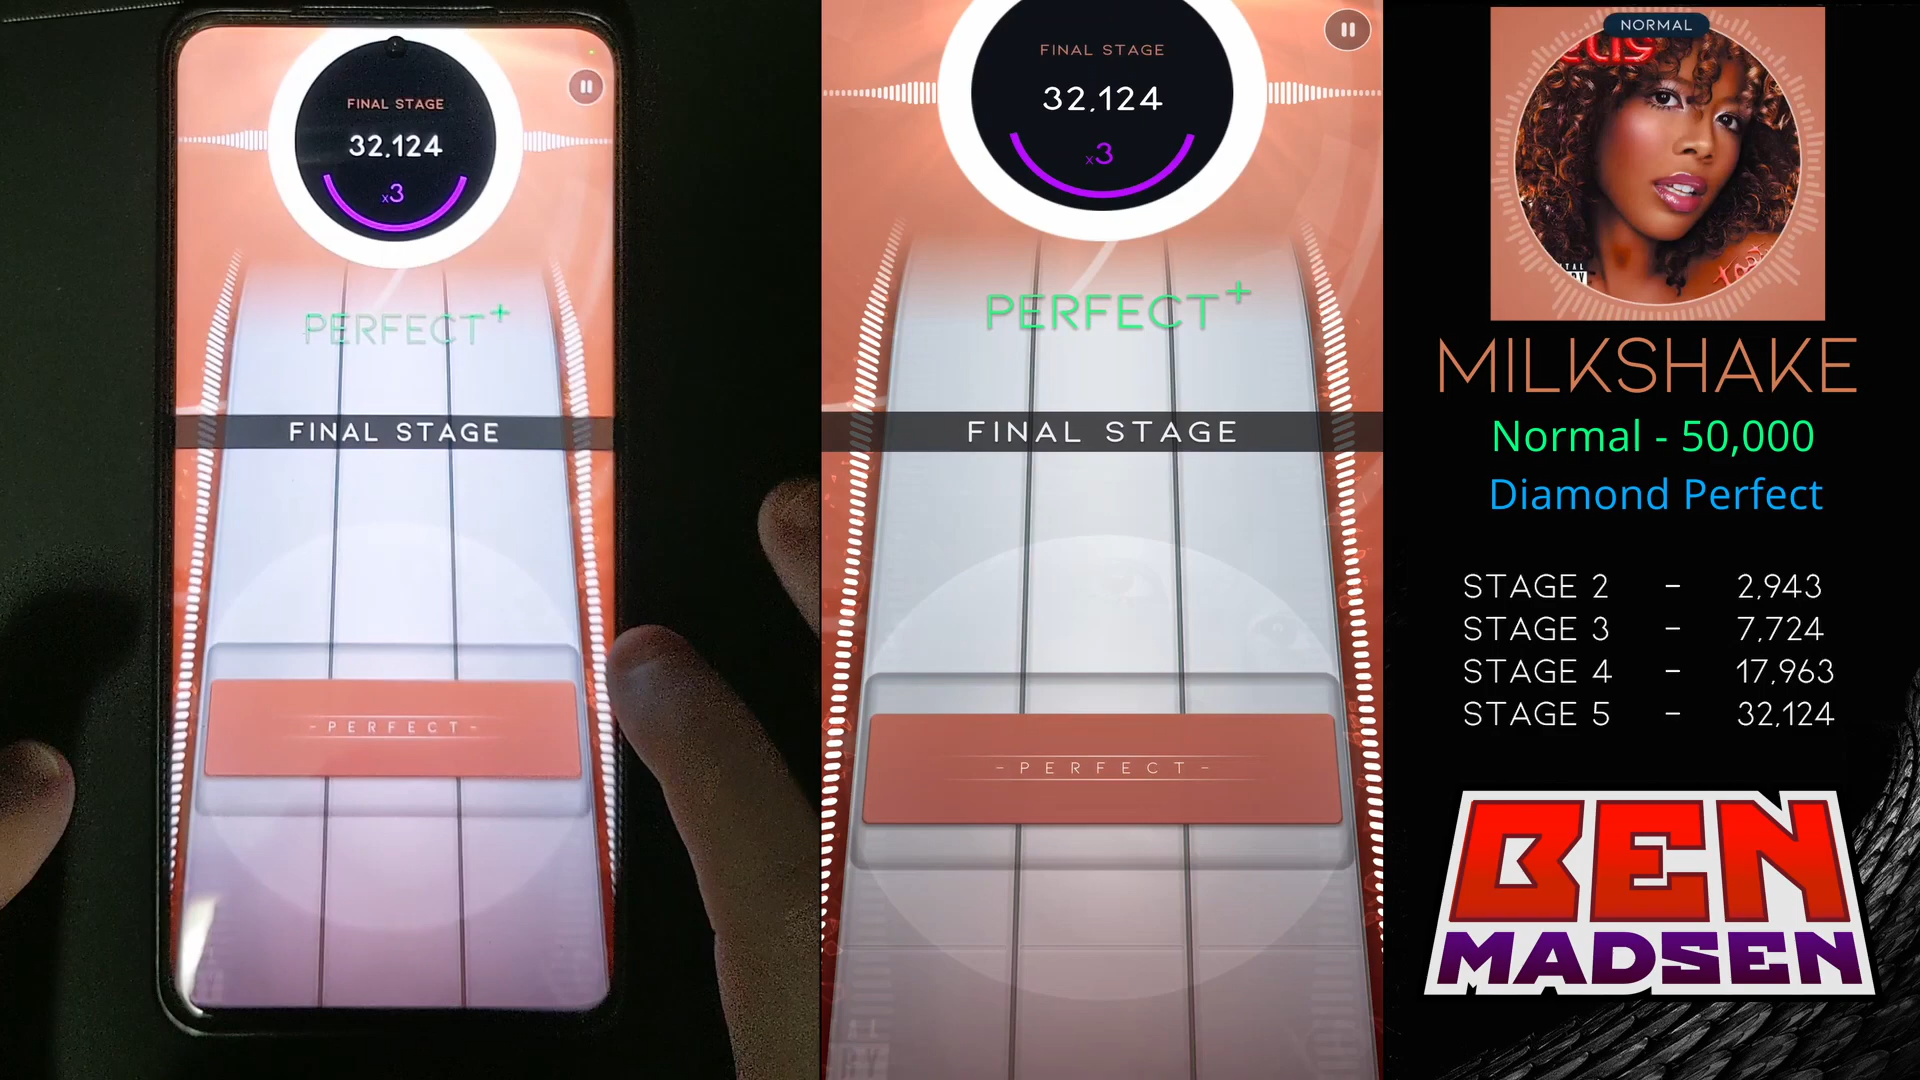 FINAL STAGE
32,124
x3
PERFECT+
FINAL STAGE
- PERFECT -
FINAL STAGE
32,124
x3
PERFECT+
FINAL STAGE
- PERFECT -
NORMAL
MILKSHAKE
Normal - 50,000
Diamond Perfect
STAGE 2 - 2,943
STAGE 3 - 7,724
STAGE 4 - 17,963
STAGE 5 - 32,124
BEN
MADSEN